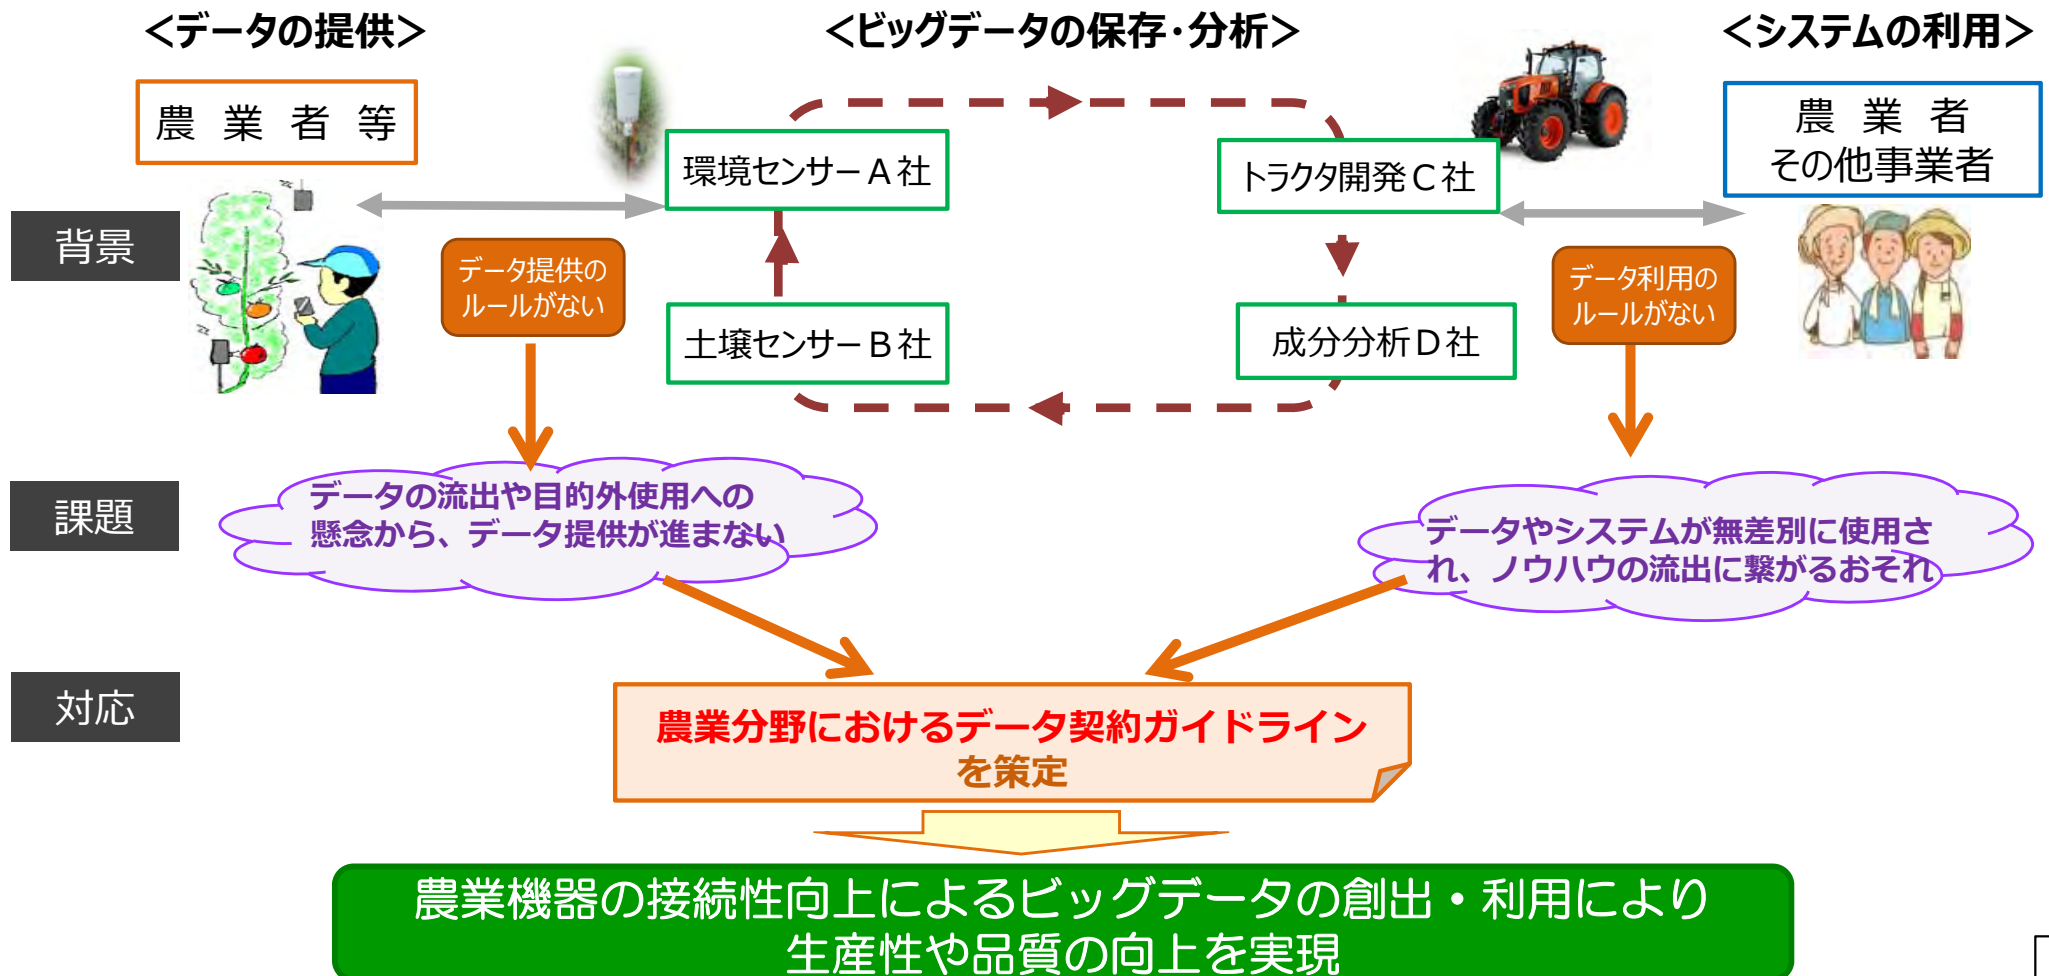 ＜データの提供＞
＜ビッグデータの保存・分析＞
＜システムの利用＞
農業者等
環境センサーA社
トラクタ開発C社
農業者
その他事業者
背景
データ提供の
ルールがない
データ利用の
ルールがない
土壌センサーB社
成分分析D社
課題
データの流出や目的外使用への
懸念から、データ提供が進まない
データやシステムが無差別に使用さ
れ、ノウハウの流出に繋がるおそれ
対応
農業分野におけるデータ契約ガイドライン
を策定
農業機器の接続性向上によるビッグデータの創出・利用により
生産性や品質の向上を実現